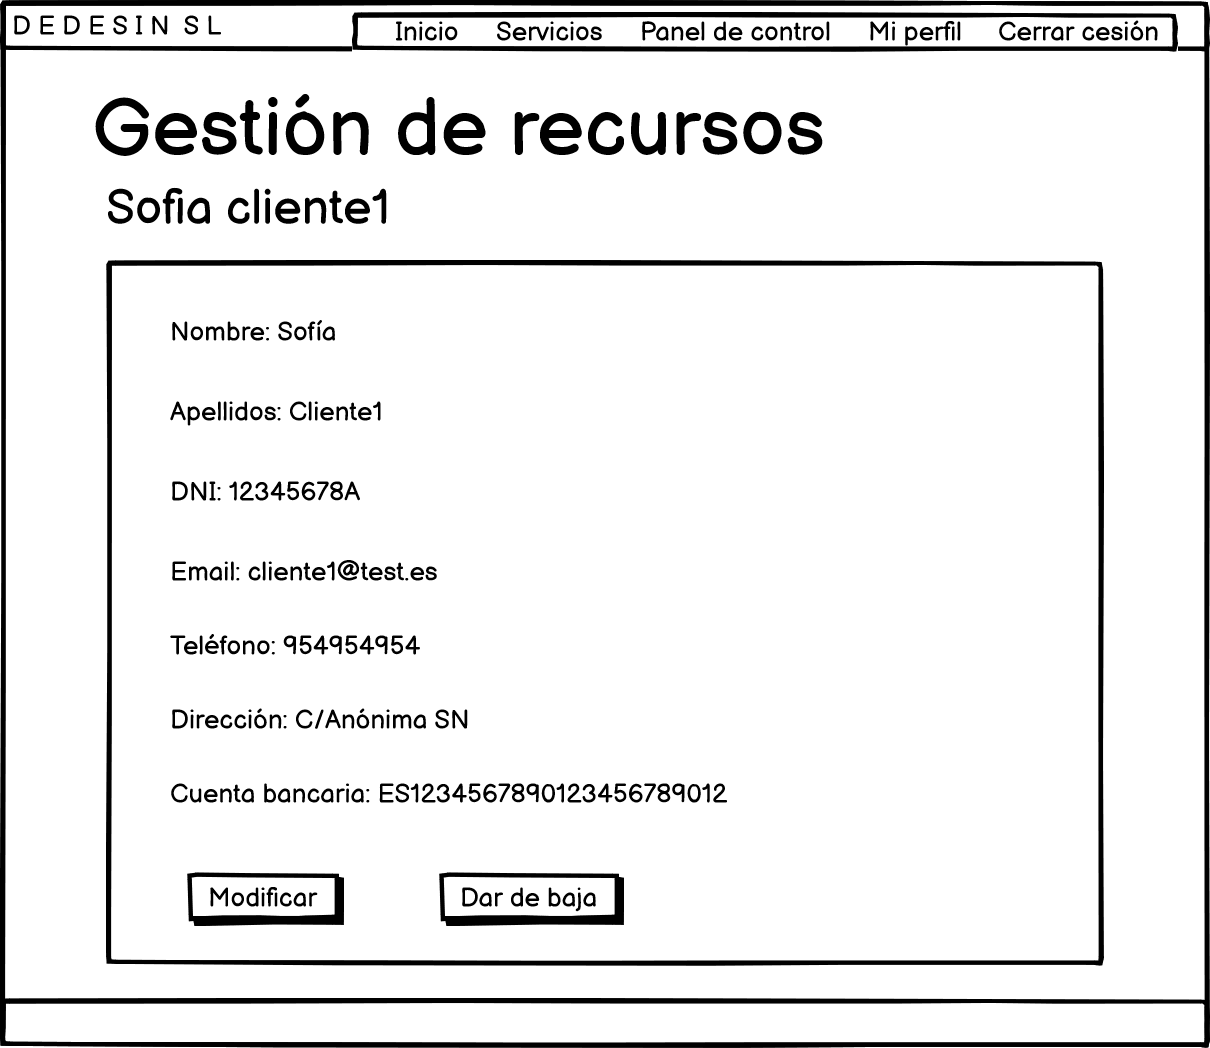 DEDESIN SL
Inicio Servicios Panel de control Mi perfil Cerrar cesión
Gestión de recursos
Sofia cliente1
Nombre: Sofía
Apellidos: Cliente1
DNI: 12345678A
Email: cliente1@test.es
Teléfono: 954954954
Dirección: C/Anónima SN
Cuenta bancaria: ES1234567890123456789012
Modificar Dar de baja